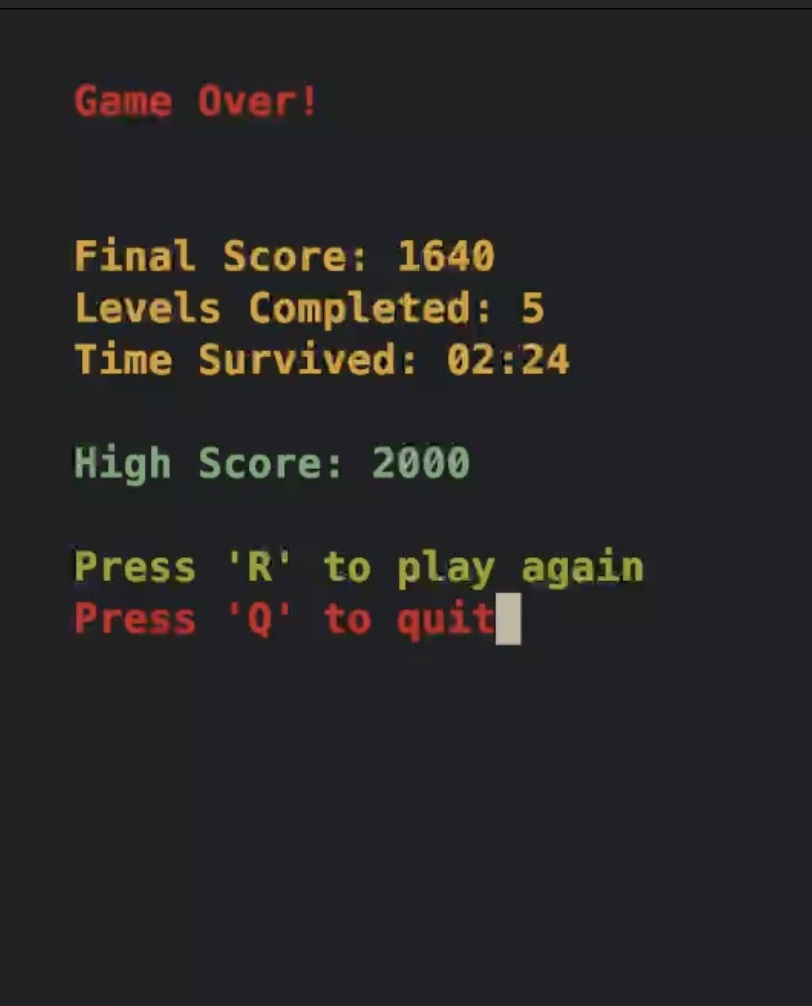 Game Over!
Final Score: 1640
Levels Completed: 5
Time Survived: 02:24
High Score: 2000
Press 'R' to play again
Press 'Q' to quit